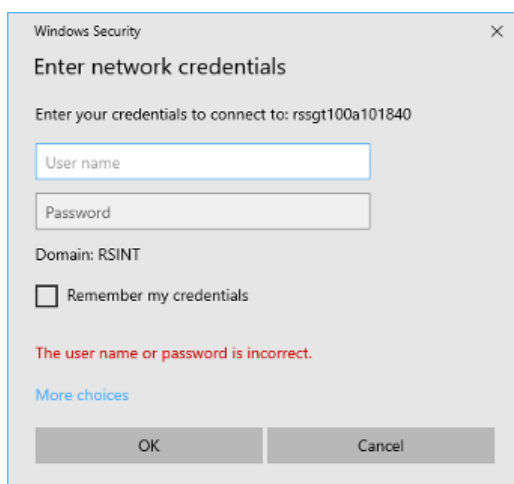 Windows Security
Enter network credentials
Enter your credentials to connect to: rssgt100a101840
User name
Password
Domain: RSINT
Remember my credentials
The user name or password is incorrect.
More choices
OK
Cancel